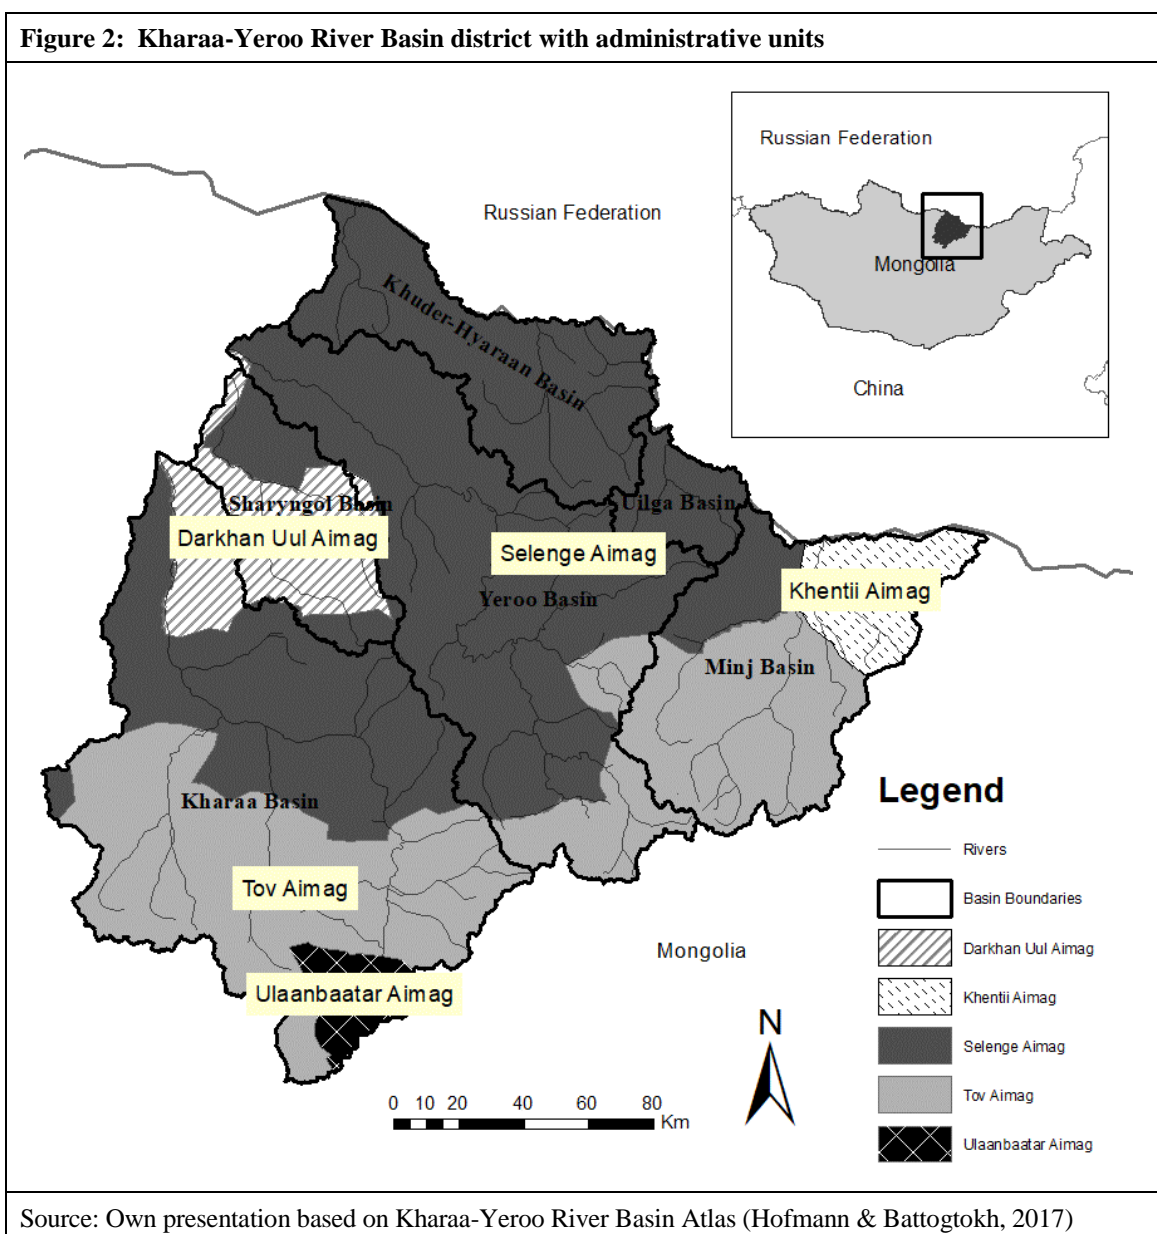 Figure 2: Kharaa-Yeroo River Basin district with administrative units
Russian Federation
Russian Federation
Mongolia
China
Khuder-Hyaraan Basin
Sharyngol Basin
Uilga Basin
Darkhan Uul Aimag
Selenge Aimag
Khentii Aimag
Yeroo Basin
Minj Basin
Kharaa Basin
Tov Aimag
Mongolia
Ulaanbaatar Aimag
N
0 10 20 40 60 80
Km
Legend
Rivers
Basin Boundaries
Darkhan Uul Aimag
Khentii Aimag
Selenge Aimag
Tov Aimag
Ulaanbaatar Aimag
Source: Own presentation based on Kharaa-Yeroo River Basin Atlas (Hofmann & Battogtokh, 2017)